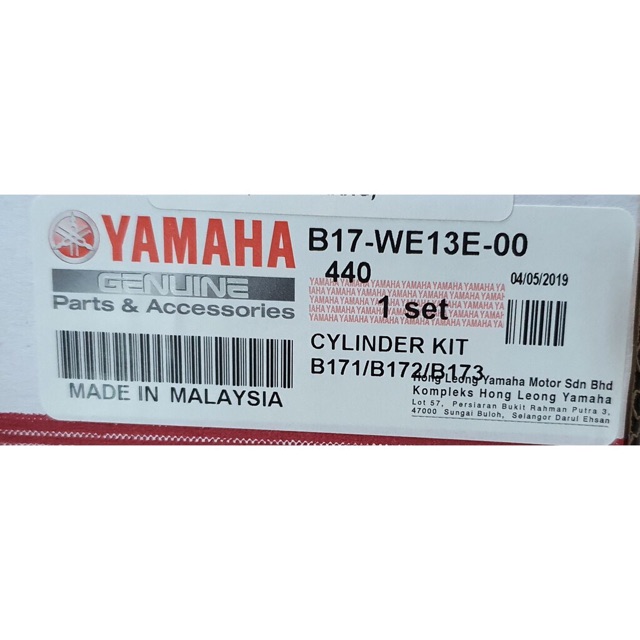 YAMAHA
GENUINE
Parts & Accessories
MADE IN MALAYSIA
B17-WE13E-00
440
04/05/2019
1 set
CYLINDER KIT
B171/B172/B173
Hong Leong Yamaha Motor Sdn Bhd
Kompleks Hong Leong Yamaha
Lot 57, Persiaran Bukit Rahman Putra 3,
47000 Sungai Buloh, Selangor Darul Ehsan